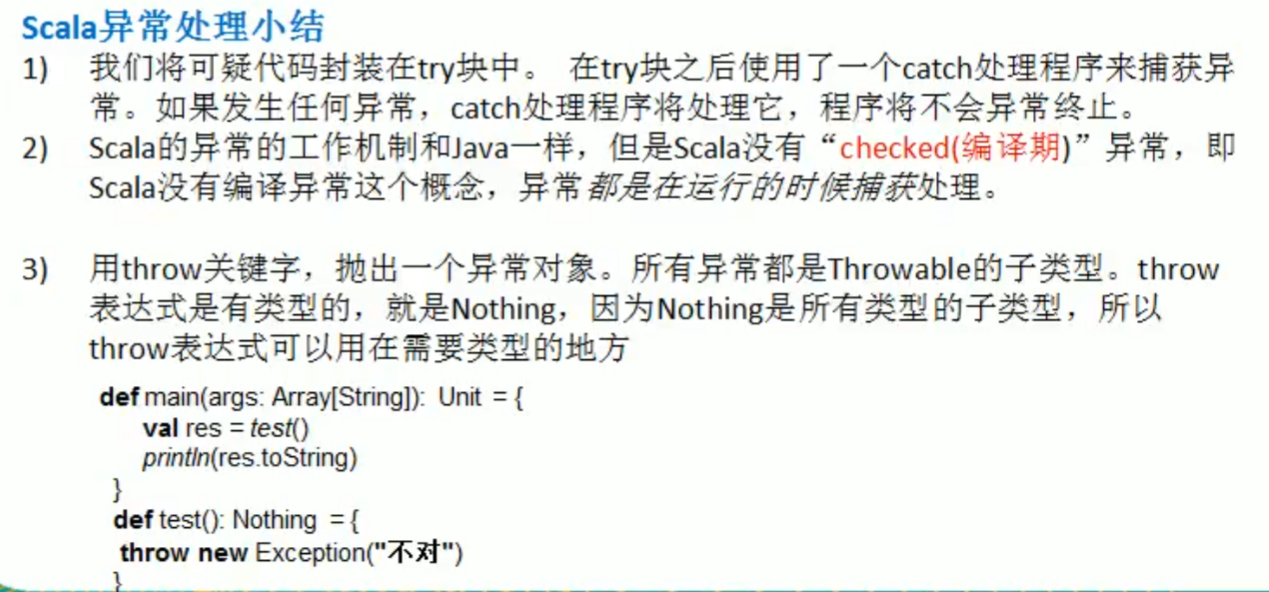 Scala异常处理小结
1) 我们将可疑代码封装在try块中。 在try块之后使用了一个catch处理程序来捕获异
常。如果发生任何异常，catch处理程序将处理它，程序将不会异常终止。
2) Scala的异常的工作机制和Java一样，但是Scala没有“checked(编译期)”异常，即
Scala没有编译异常这个概念，异常都是在运行的时候捕获处理。
3) 用throw关键字，抛出一个异常对象。所有异常都是Throwable的子类型。throw
表达式是有类型的，就是Nothing，因为Nothing是所有类型的子类型，所以
throw表达式可以用在需要类型的地方
def main(args: Array[String]): Unit = {
val res = test()
println(res.toString)
}
def test(): Nothing = {
throw new Exception("不对")
}